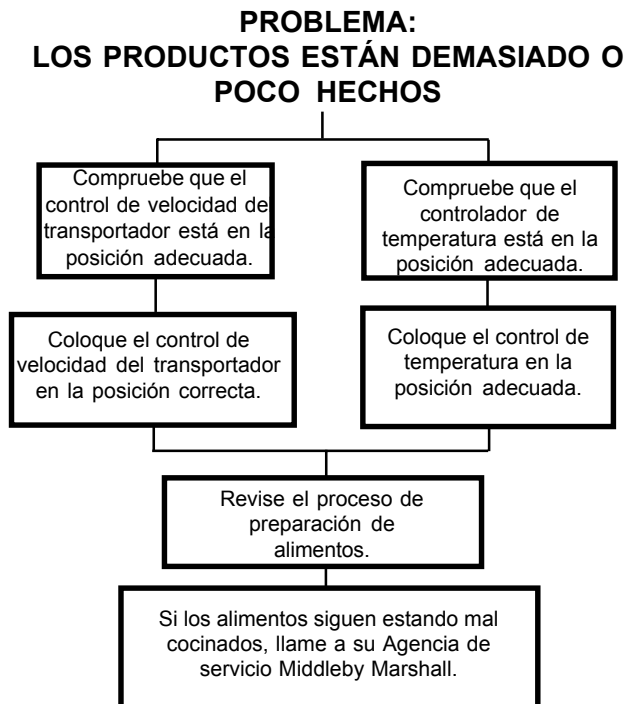 PROBLEMA:
LOS PRODUCTOS ESTÁN DEMASIADO O
POCO HECHOS
Compruebe que el
control de velocidad de
transportador está en la
posición adecuada.
Compruebe que el
controlador de
temperatura está en la
posición adecuada.
Coloque el control de
velocidad del transportador
en la posición correcta.
Coloque el control de
temperatura en la
posición adecuada.
Revise el proceso de
preparación de
alimentos.
Si los alimentos siguen estando mal
cocinados, llame a su Agencia de
servicio Middleby Marshall.